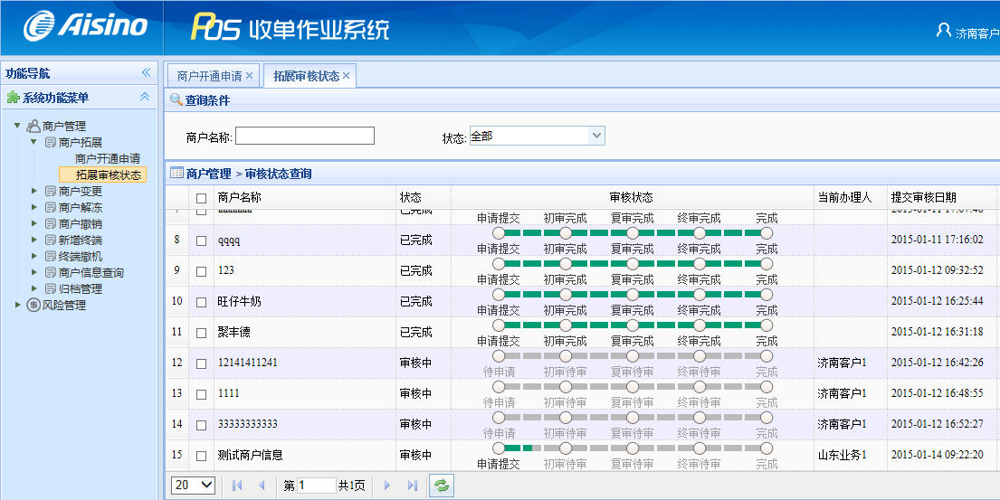 Aisino POS 收单作业系统 济南客户
功能导航
系统功能菜单
商户管理
商户拓展
商户开通申请
拓展审核状态
商户变更
商户解冻
商户撤销
新增终端
终端撤机
商户信息查询
归档管理
风险管理
商户开通申请 拓展审核状态
查询条件
商户名称: 状态: 全部
商户管理 > 审核状态查询
商户名称 状态 审核状态 当前办理人 提交审核日期
7 aaaaaaa 已完成 申请提交 初审完成 复审完成 终审完成 完成 2015-01-11 17:07:46
8 qqqq 已完成 申请提交 初审完成 复审完成 终审完成 完成 2015-01-11 17:16:02
9 123 已完成 申请提交 初审完成 复审完成 终审完成 完成 2015-01-12 09:32:52
10 旺仔牛奶 已完成 申请提交 初审完成 复审完成 终审完成 完成 2015-01-12 16:25:44
11 聚丰德 已完成 申请提交 初审完成 复审完成 终审完成 完成 2015-01-12 16:31:18
12 12141411241 审核中 待申请 初审待审 复审待审 终审待审 完成 济南客户1 2015-01-12 16:42:26
13 1111 审核中 待申请 初审待审 复审待审 终审待审 完成 济南客户1 2015-01-12 16:48:55
14 33333333333 审核中 待申请 初审待审 复审待审 终审待审 完成 济南客户1 2015-01-12 16:52:27
15 测试商户信息 审核中 申请提交 初审待审 复审待审 终审待审 完成 山东业务1 2015-01-14 09:22:20
20 第 1 共1页